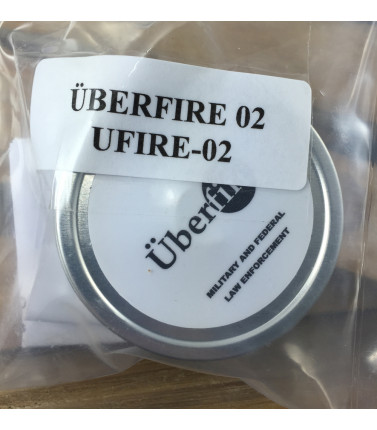 ÜBERFIRE 02
UFIRE-02
Überfire
MILITARY AND FEDERAL
LAW ENFORCEMENT